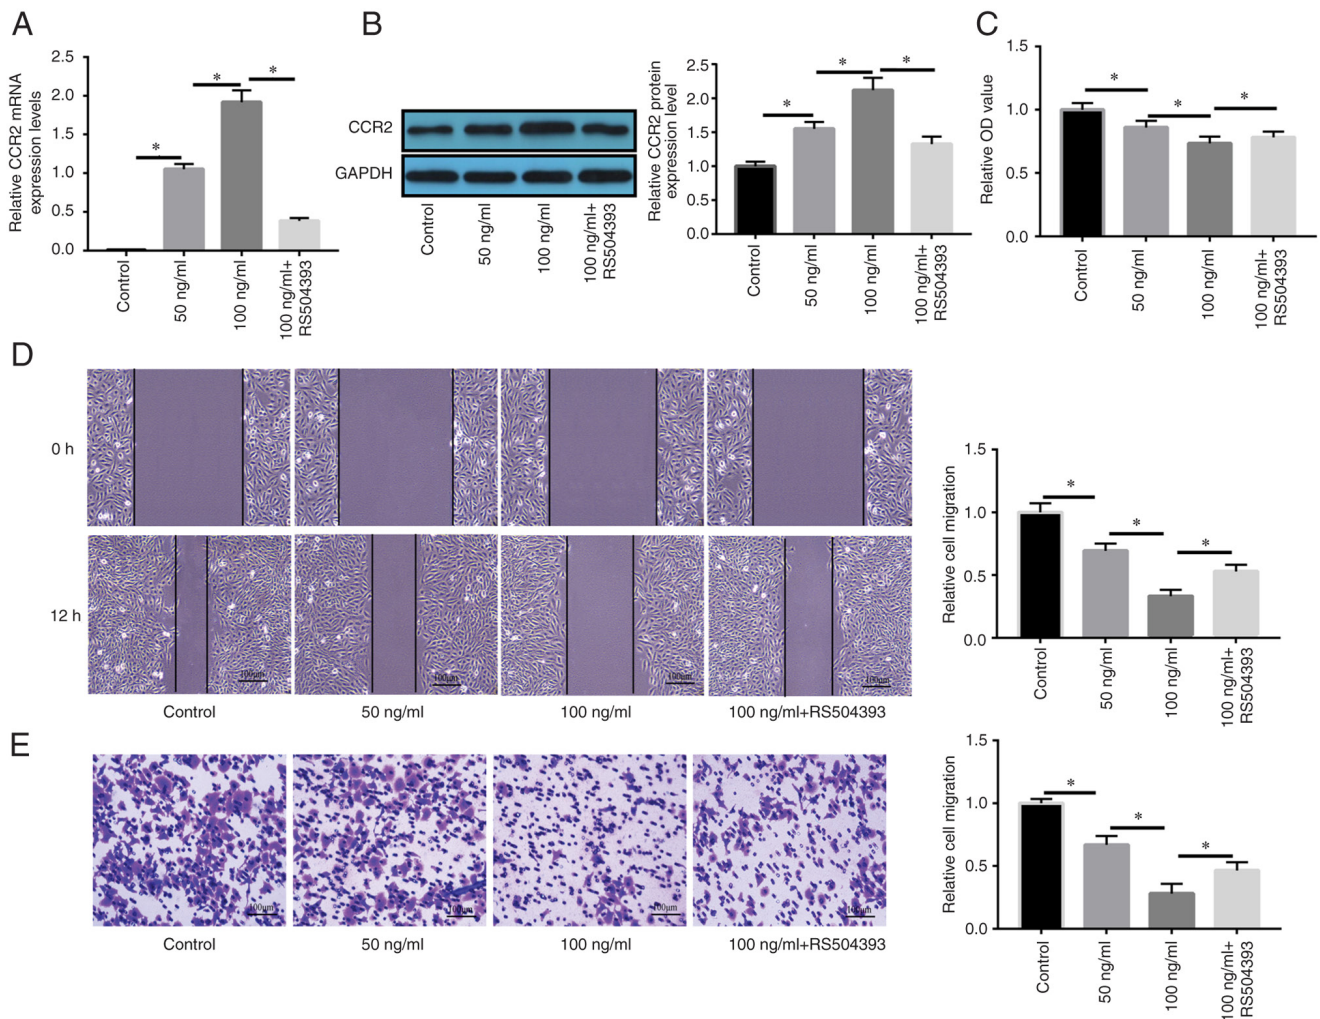 A
Relative CCR2 mRNA
expression levels
2.5
2.0
1.5
1.0
0.5
0.0
*
*
*
Control
50 ng/ml
100 ng/ml
100 ng/ml+
RS504393
B
CCR2
GAPDH
Control
50 ng/ml
100 ng/ml
100 ng/ml+
RS504393
Relative CCR2 protein
expression level
2.5
2.0
1.5
1.0
0.5
0.0
*
*
*
Control
50 ng/ml
100 ng/ml
100 ng/ml+
RS504393
C
Relative OD value
1.5
1.0
0.5
0.0
*
*
*
Control
50 ng/ml
100 ng/ml
100 ng/ml+
RS504393
D
0 h
12 h
100μm
100μm
100μm
100μm
Control
50 ng/ml
100 ng/ml
100 ng/ml+RS504393
Relative cell migration
1.5
1.0
0.5
0.0
*
*
*
Control
50 ng/ml
100 ng/ml
100 ng/ml+
RS504393
E
100μm
100μm
100μm
100μm
Control
50 ng/ml
100 ng/ml
100 ng/ml+RS504393
Relative cell migration
1.5
1.0
0.5
0.0
*
*
*
Control
50 ng/ml
100 ng/ml
100 ng/ml+
RS504393